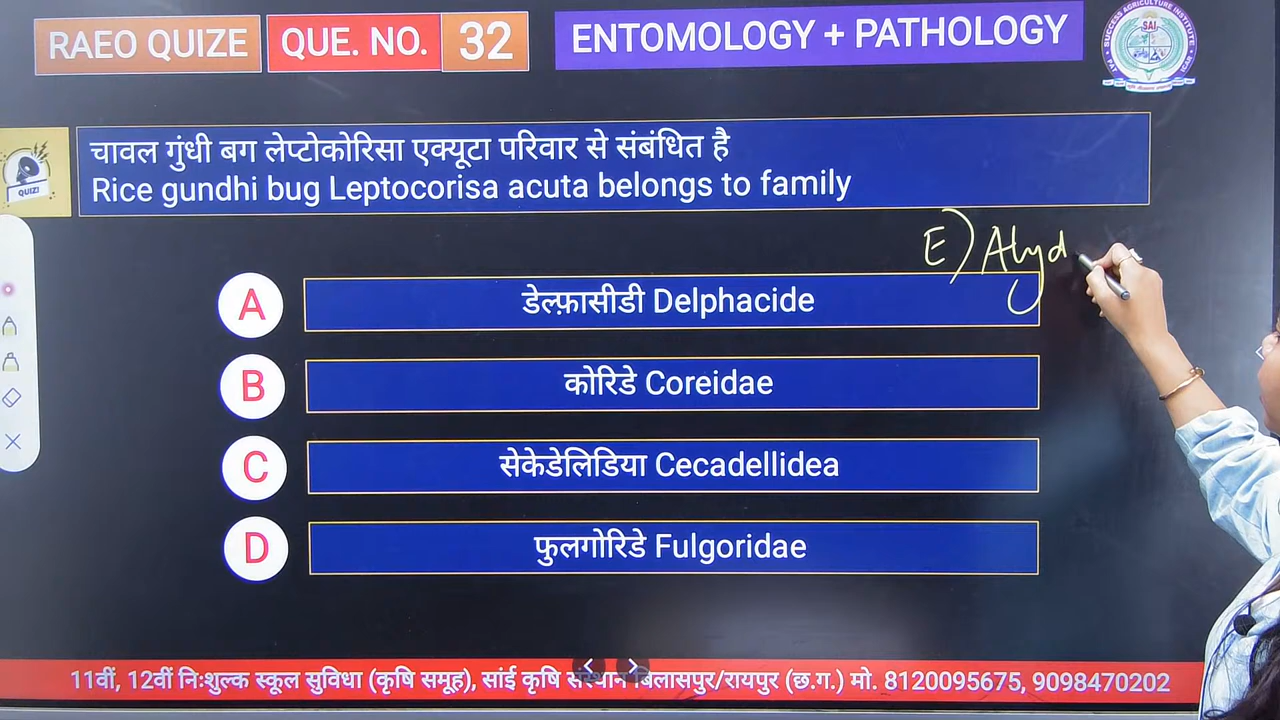 RAEO QUIZE QUE. NO. 32 ENTOMOLOGY + PATHOLOGY
SAI
QUIZ!
चावल गुंधी बग लेप्टोकोरिसा एक्यूटा परिवार से संबंधित है
Rice gundhi bug Leptocorisa acuta belongs to family
E) Alyd
A डेल्फ़ासीडी Delphacide
B कोरिडे Coreidae
C सेकेडेलिडिया Cecadellidea
D फुलगोरिडे Fulgoridae
11वीं, 12वीं निःशुल्क स्कूल सुविधा (कृषि समूह), सांई कृषि संस्थान बिलासपुर/रायपुर (छ.ग.) मो. 8120095675, 9098470202